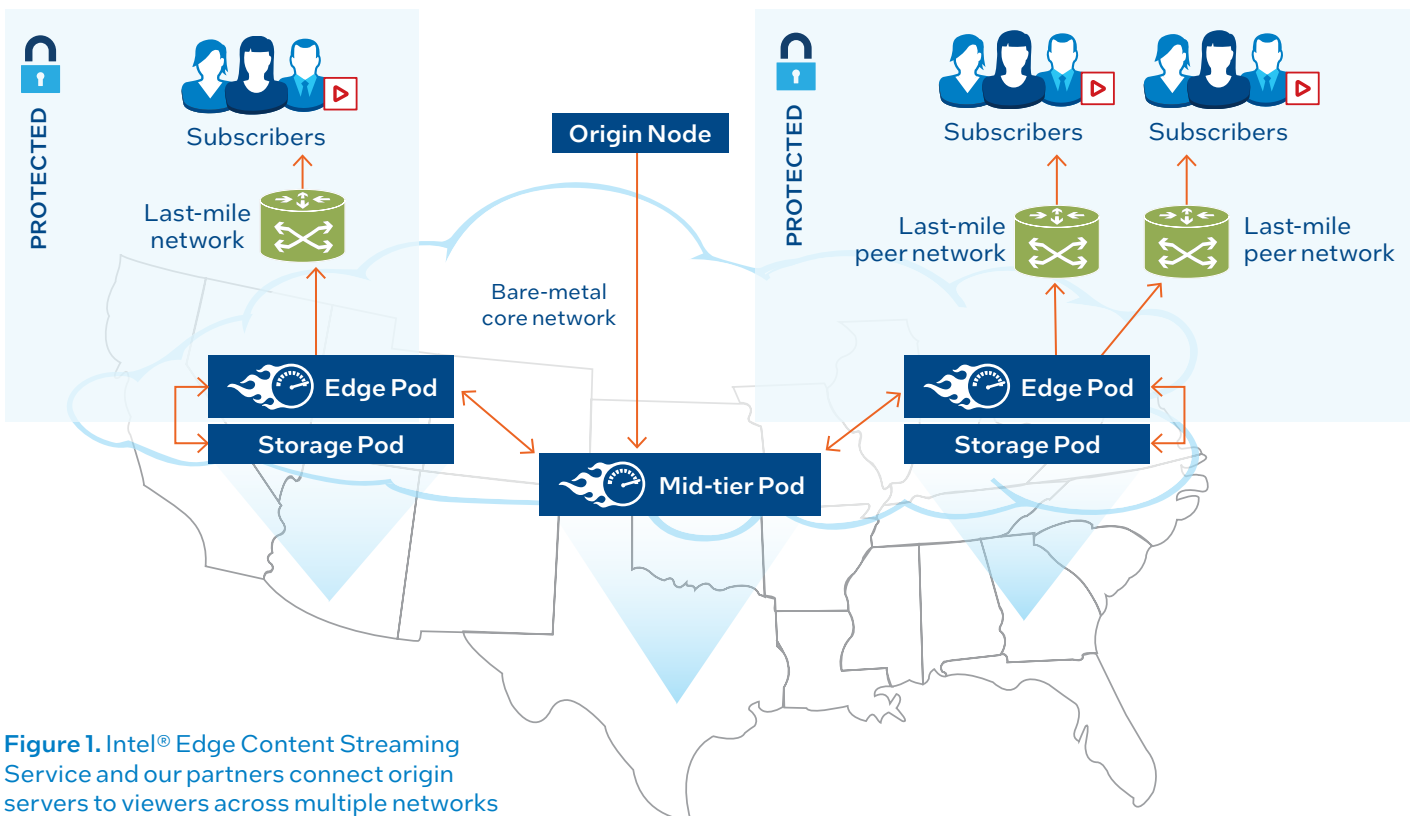 PROTECTED
Subscribers
Last-mile
network
Edge Pod
Storage Pod
Origin Node
Bare-metal
core network
Mid-tier Pod
PROTECTED
Subscribers
Subscribers
Last-mile
peer network
Last-mile
peer network
Edge Pod
Storage Pod
Figure 1. Intel® Edge Content Streaming
Service and our partners connect origin
servers to viewers across multiple networks